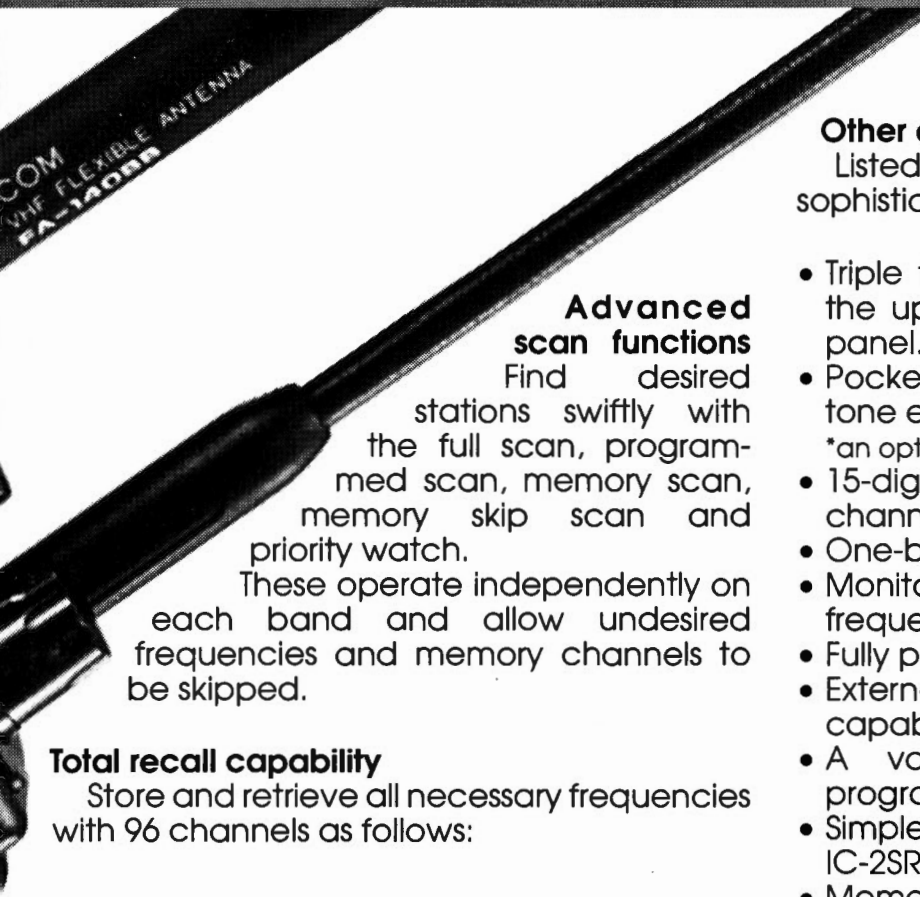 COM
VHF FLEXIBLE ANTENNA
FA-140BB
Advanced
scan functions
Find desired
stations swiftly with
the full scan, program-
med scan, memory scan,
memory skip scan and
priority watch.
These operate independently on
each band and allow undesired
frequencies and memory channels to
be skipped.
Total recall capability
Store and retrieve all necessary frequencies
with 96 channels as follows:
Other
Listed
sophistic
• Triple
the up
panel.
• Pocke
tone e
*an opt
• 15-dig
chann
• One-b
• Monito
freque
• Fully p
• Extern
capab
• A va
progra
• Simple
IC-2SR
• Memo